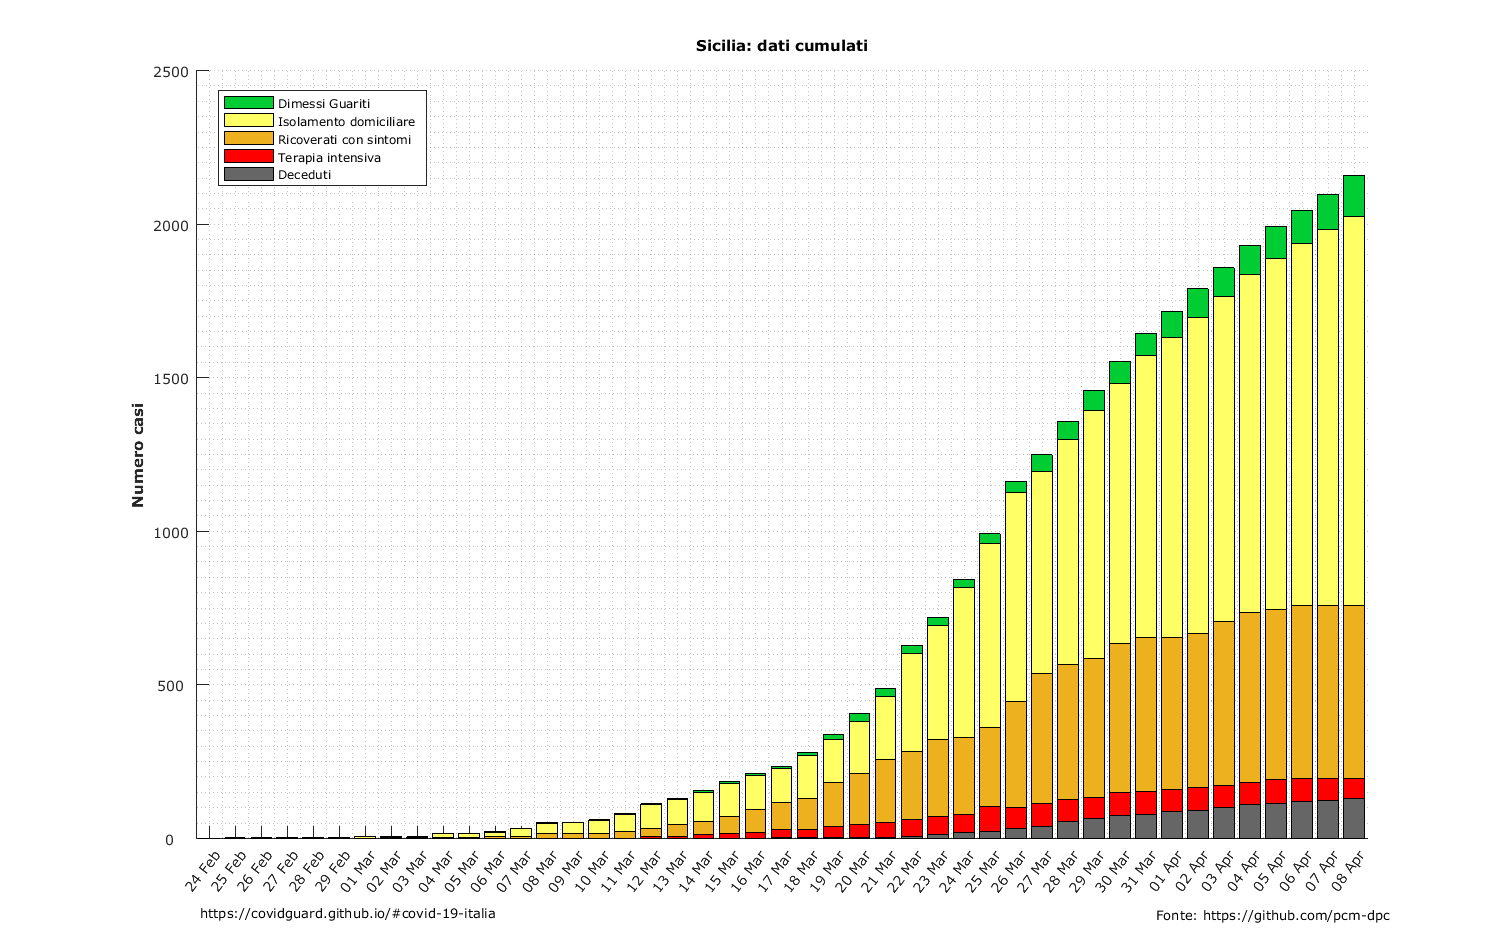 Sicilia: dati cumulati
2500
2000
1500
1000
500
0
Numero casi
Dimessi Guariti
Isolamento domiciliare
Ricoverati con sintomi
Terapia intensiva
Deceduti
24 Feb
25 Feb
26 Feb
27 Feb
28 Feb
29 Feb
01 Mar
02 Mar
03 Mar
04 Mar
05 Mar
06 Mar
07 Mar
08 Mar
09 Mar
10 Mar
11 Mar
12 Mar
13 Mar
14 Mar
15 Mar
16 Mar
17 Mar
18 Mar
19 Mar
20 Mar
21 Mar
22 Mar
23 Mar
24 Mar
25 Mar
26 Mar
27 Mar
28 Mar
29 Mar
30 Mar
31 Mar
01 Apr
02 Apr
03 Apr
04 Apr
05 Apr
06 Apr
07 Apr
08 Apr
https://covidguard.github.io/#covid-19-italia
Fonte: https://github.com/pcm-dpc